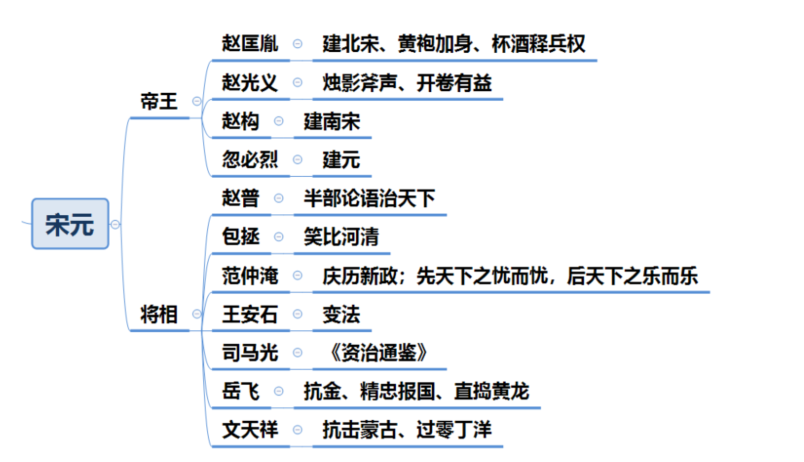 宋元
帝王
赵匡胤 建北宋、黄袍加身、杯酒释兵权
赵光义 烛影斧声、开卷有益
赵构 建南宋
忽必烈 建元
将相
赵普 半部论语治天下
包拯 笑比河清
范仲淹 庆历新政；先天下之忧而忧，后天下之乐而乐
王安石 变法
司马光 《资治通鉴》
岳飞 抗金、精忠报国、直捣黄龙
文天祥 抗击蒙古、过零丁洋